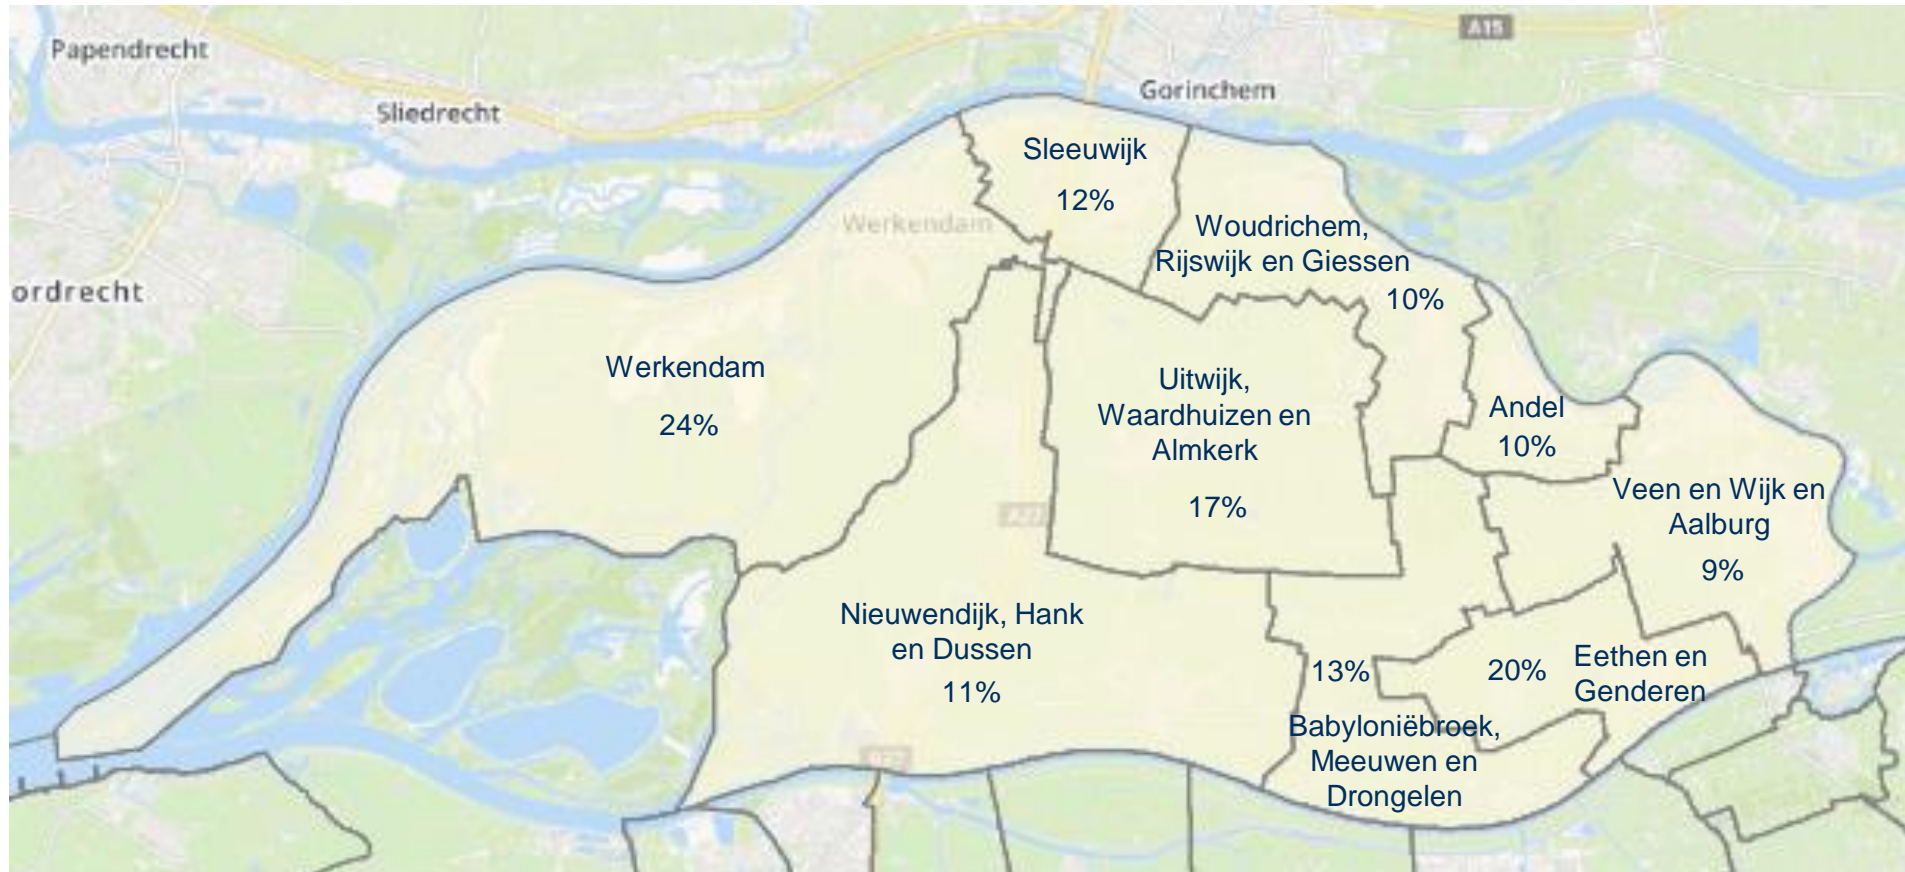 Papendrecht
Sliedrecht
Gorinchem
A15
ordrecht
Werkendam
Sleeuwijk
12%
Woudrichem,
Rijswijk en Giessen
10%
Werkendam
24%
Uitwijk,
Waardhuizen en
Almkerk
17%
Andel
10%
Veen en Wijk en
Aalburg
9%
A27
Nieuwendijk, Hank
en Dussen
11%
13%
Babyloniëbroek,
Meeuwen en
Drongelen
20%
Eethen en
Genderen